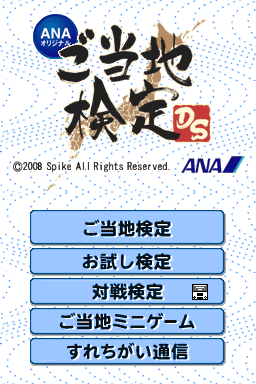 ANA
オリジナル
ご当地
検定
DS
©2008 Spike All Rights Reserved.
ANA
ご当地検定
お試し検定
対戦検定
ご当地ミニゲーム
すれちがい通信